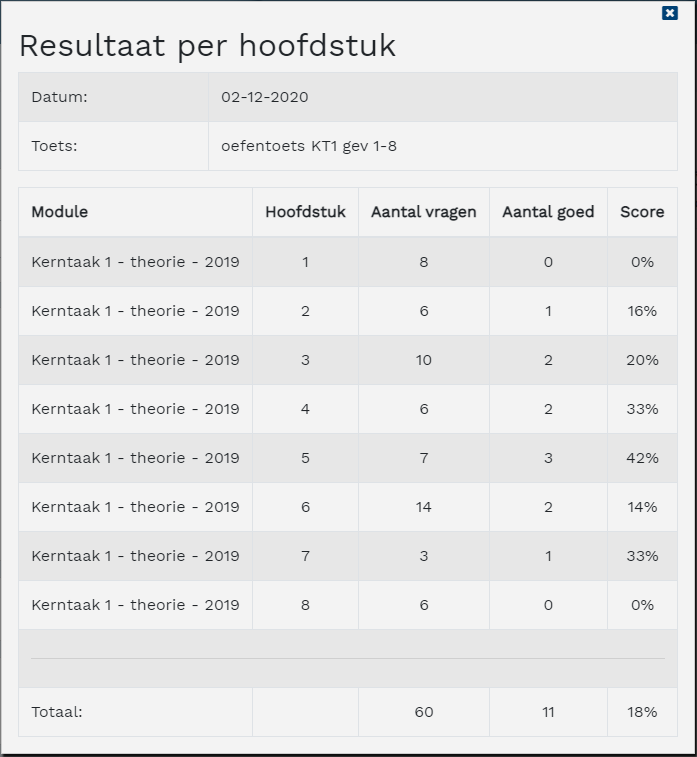 Resultaat per hoofdstuk
Datum: 02-12-2020
Toets: oefentoets KT1 gev 1-8
Module Hoofdstuk Aantal vragen Aantal goed Score
Kerntaak 1 - theorie - 2019 1 8 0 0%
Kerntaak 1 - theorie - 2019 2 6 1 16%
Kerntaak 1 - theorie - 2019 3 10 2 20%
Kerntaak 1 - theorie - 2019 4 6 2 33%
Kerntaak 1 - theorie - 2019 5 7 3 42%
Kerntaak 1 - theorie - 2019 6 14 2 14%
Kerntaak 1 - theorie - 2019 7 3 1 33%
Kerntaak 1 - theorie - 2019 8 6 0 0%
Totaal: 60 11 18%